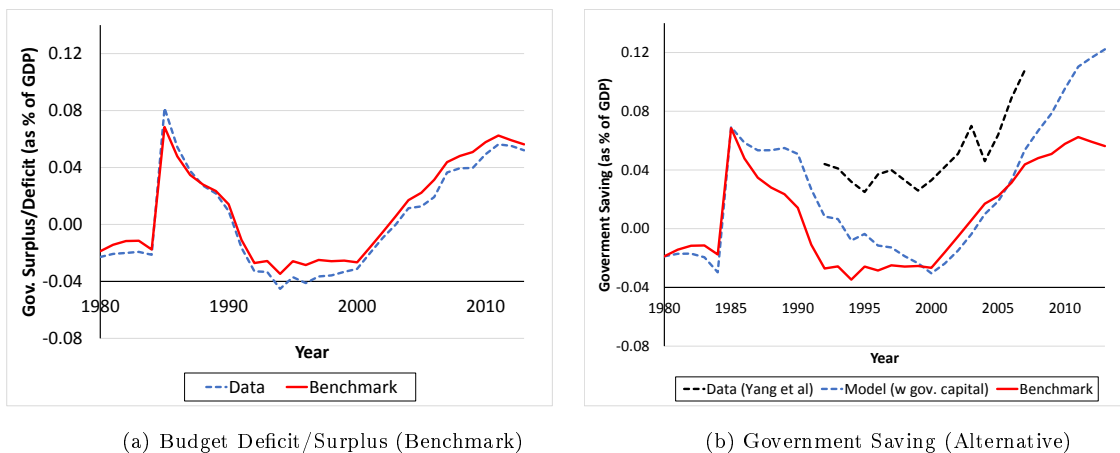 Gov. Surplus/Deficit (as % of GDP)
0.12
0.08
0.04
0.00
-0.04
-0.08
1980
1990
2000
2010
Year
Data
Benchmark
(a) Budget Deficit/Surplus (Benchmark)
Goverment Saving (as % of GDP)
0.12
0.08
0.04
0.00
-0.04
-0.08
1980
1985
1990
1995
2000
2005
2010
Year
Data (Yang et al)
Model (w gov. capital)
Benchmark
(b) Government Saving (Alternative)